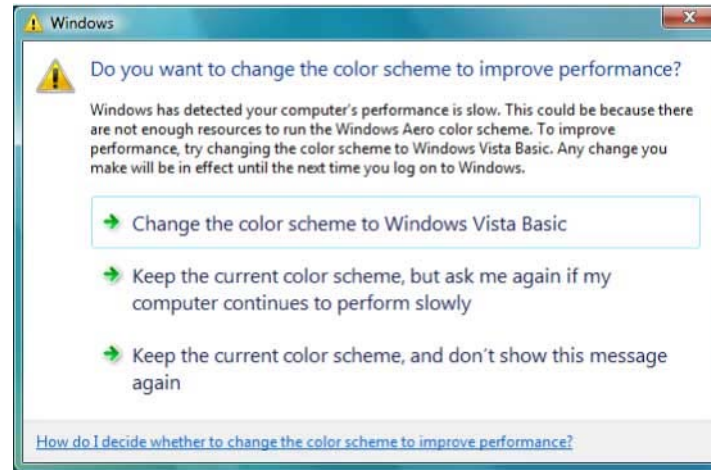 Windows
Do you want to change the color scheme to improve performance?
Windows has detected your computer's performance is slow. This could be because there
are not enough resources to run the Windows Aero color scheme. To improve
performance, try changing the color scheme to Windows Vista Basic. Any change you
make will be in effect until the next time you log on to Windows.
Change the color scheme to Windows Vista Basic
Keep the current color scheme, but ask me again if my
computer continues to perform slowly
Keep the current color scheme, and don't show this message
again
How do I decide whether to change the color scheme to improve performance?